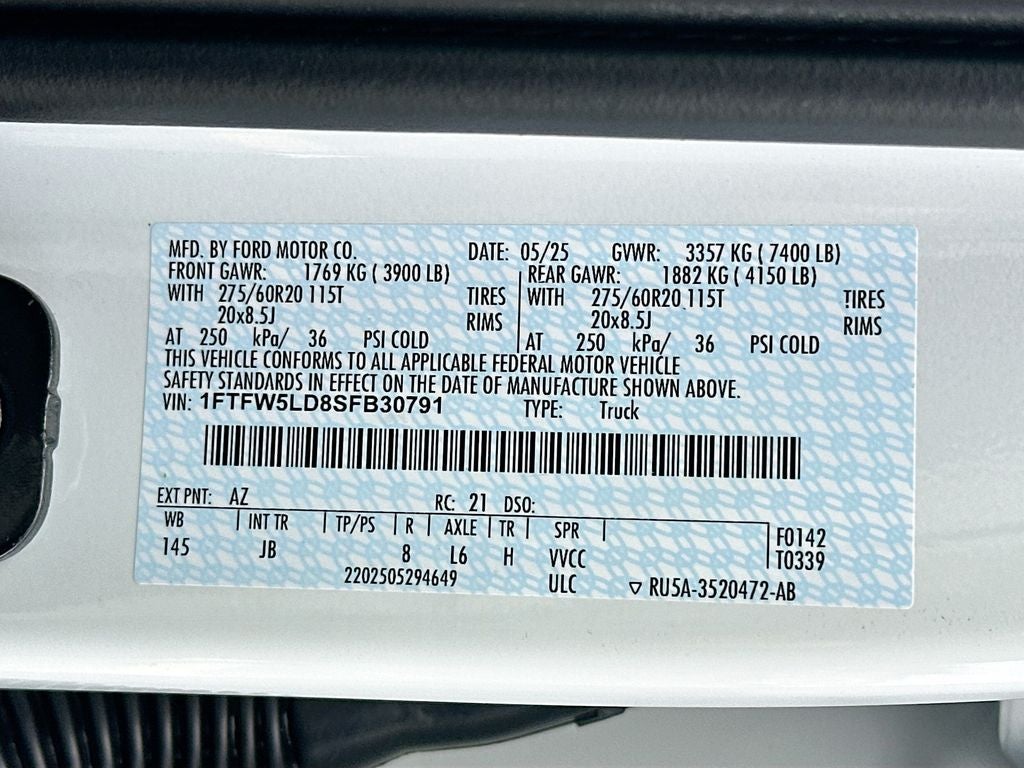 MFD. BY FORD MOTOR CO. DATE: 05/25 GVWR: 3357 KG ( 7400 LB)
FRONT GAWR: 1769 KG ( 3900 LB) REAR GAWR: 1882 KG ( 4150 LB)
WITH 275/60R20 115T TIRES WITH 275/60R20 115T TIRES
20x8.5J RIMS 20x8.5J RIMS
AT 250 kPa/ 36 PSI COLD AT 250 kPa/ 36 PSI COLD
THIS VEHICLE CONFORMS TO ALL APPLICABLE FEDERAL MOTOR VEHICLE
SAFETY STANDARDS IN EFFECT ON THE DATE OF MANUFACTURE SHOWN ABOVE.
VIN: 1FTFW5LD8SFB30791 TYPE: Truck
EXT PNT: AZ RC: 21 DSO:
WB INT TR TP/PS R AXLE TR SPR F0142
145 JB 8 L6 H VVCC T0339
2202505294649 ULC ▽ RU5A-3520472-AB